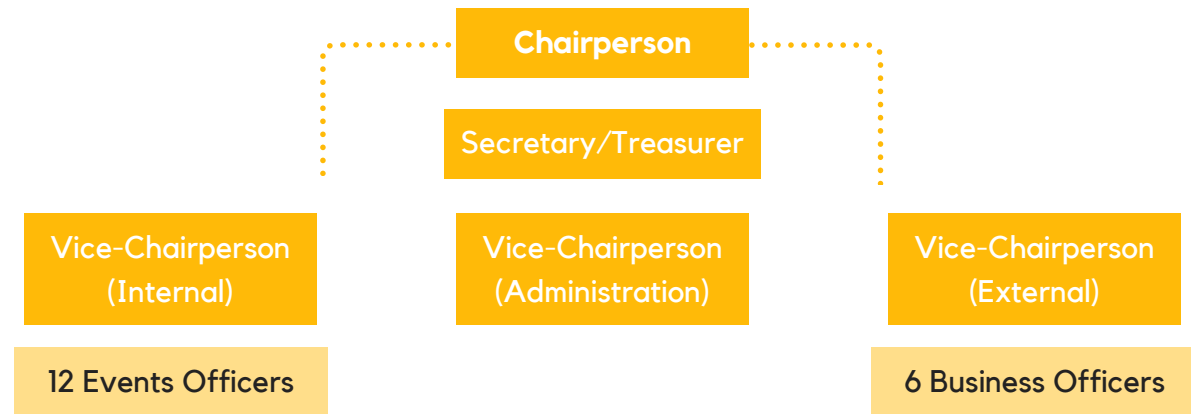 Chairperson
Secretary/Treasurer
Vice-Chairperson
(Internal)
Vice-Chairperson
(Administration)
Vice-Chairperson
(External)
12 Events Officers
6 Business Officers